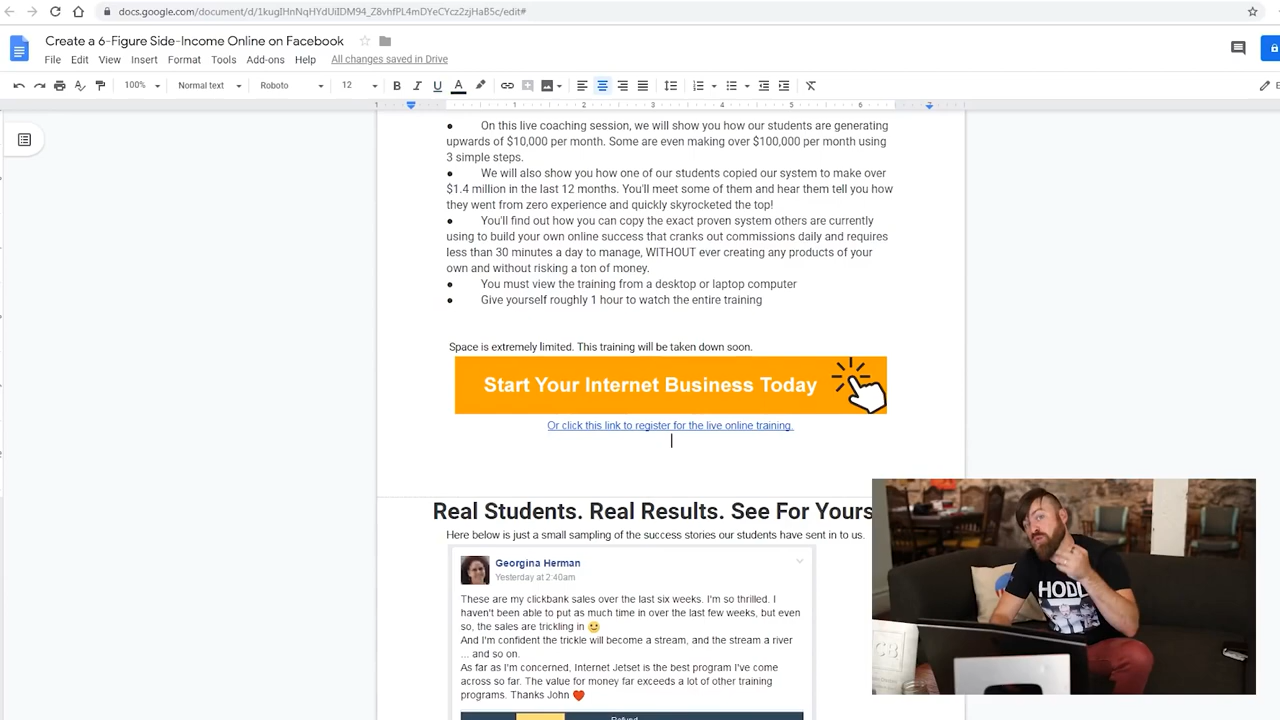 docs.google.com/document/d/1kugIHnNqHYdUiIDM94_Z8vhfPL4mDYeCYcz2zjHaB5c/edit#
Create a 6-Figure Side-Income Online on Facebook
File Edit View Insert Format Tools Add-ons Help All changes saved in Drive
100% Normal text Roboto 12 B I U A
1 1 2 3 4 5 6
● On this live coaching session, we will show you how our students are generating
upwards of $10,000 per month. Some are even making over $100,000 per month using
3 simple steps.
● We will also show you how one of our students copied our system to make over
$1.4 million in the last 12 months. You'll meet some of them and hear them tell you how
they went from zero experience and quickly skyrocketed the top!
● You'll find out how you can copy the exact proven system others are currently
using to build your own online success that cranks out commissions daily and requires
less than 30 minutes a day to manage, WITHOUT ever creating any products of your
own and without risking a ton of money.
● You must view the training from a desktop or laptop computer
● Give yourself roughly 1 hour to watch the entire training
Space is extremely limited. This training will be taken down soon.
Start Your Internet Business Today
Or click this link to register for the live online training.
Real Students. Real Results. See For Yours
Here below is just a small sampling of the success stories our students have sent in to us.
Georgina Herman
Yesterday at 2:40am
These are my clickbank sales over the last six weeks. I'm so thrilled. I
haven't been able to put as much time in over the last few weeks, but even
so, the sales are trickling in
And I'm confident the trickle will become a stream, and the stream a river
... and so on.
As far as I'm concerned, Internet Jetset is the best program I've come
across so far. The value for money far exceeds a lot of other training
programs. Thanks John
Refund
HODL